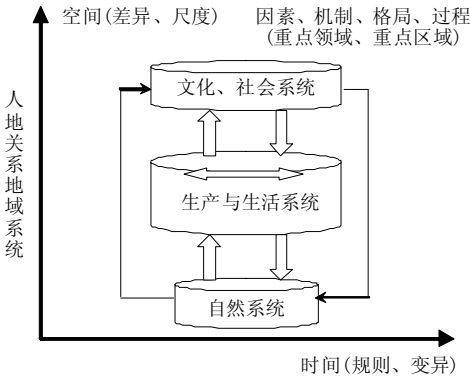 空间(差异、尺度)
因素、机制、格局、过程
(重点领域、重点区域)
文化、社会系统
人地关系地域系统
生产与生活系统
自然系统
时间(规则、变异)